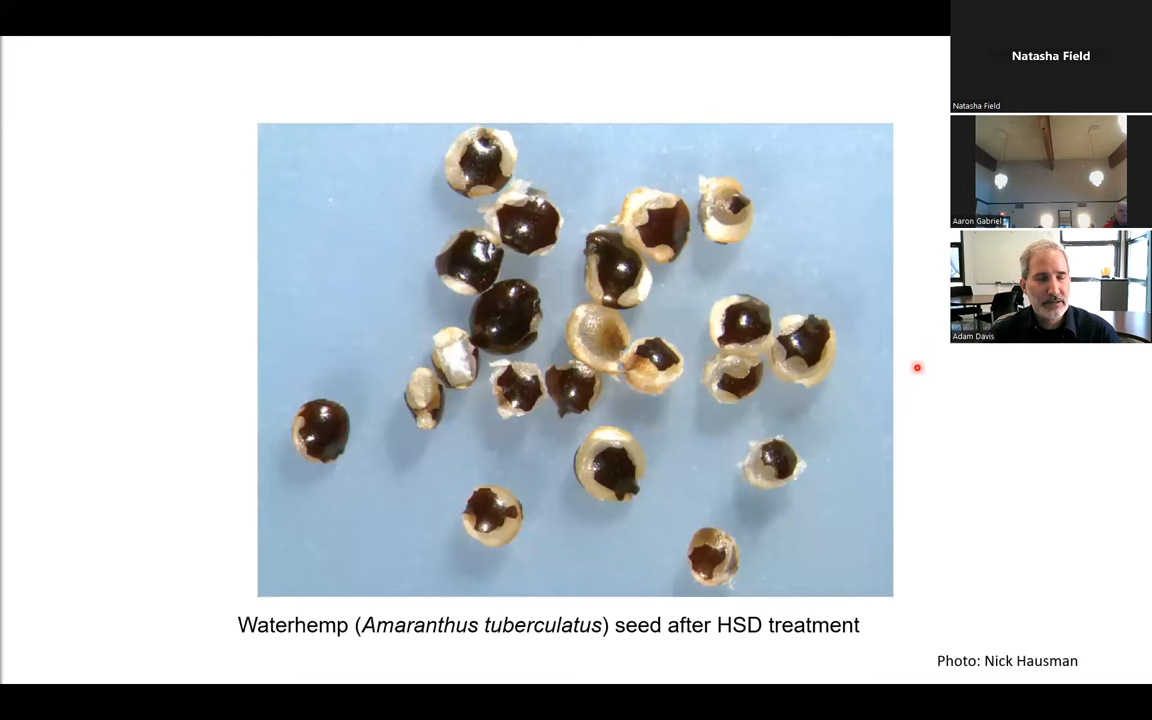 Natasha Field
Natasha Field
Aaron Gabriel
Adam Davis
Waterhemp (Amaranthus tuberculatus) seed after HSD treatment
Photo: Nick Hausman